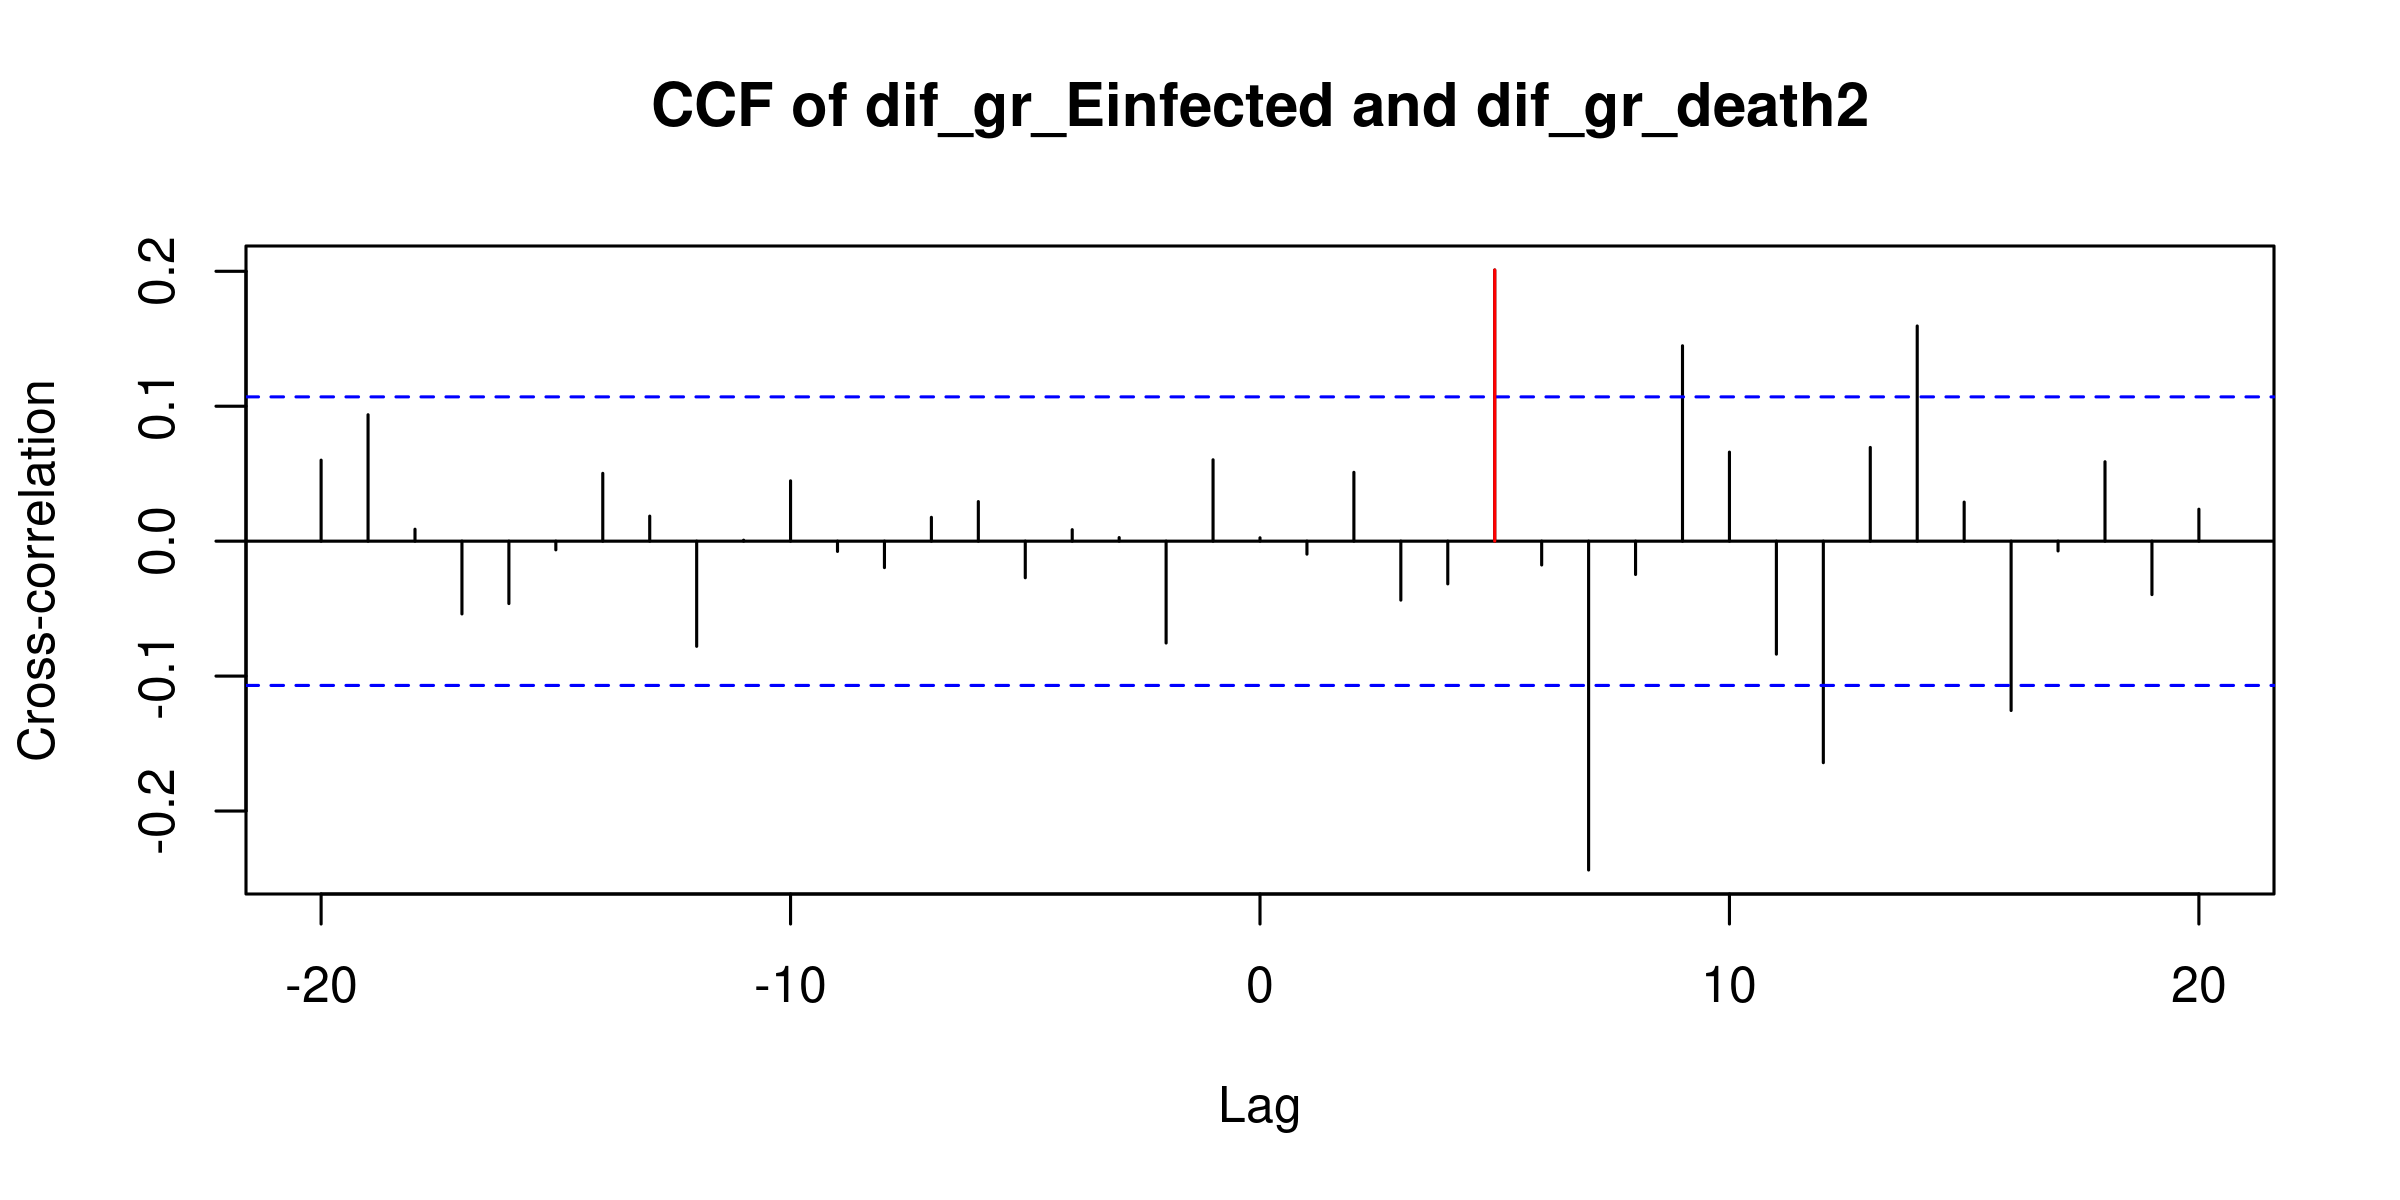 CCF of dif_gr_Einfected and dif_gr_death2
Cross-correlation
0.2
0.1
0.0
-0.1
-0.2
-20 -10 0 10 20
Lag